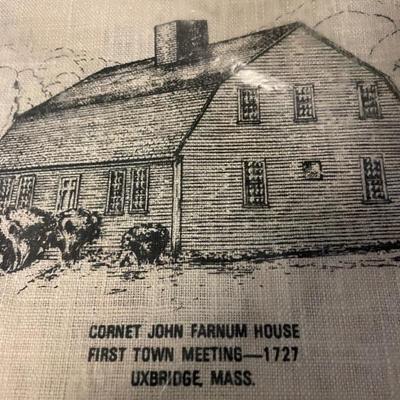 CORNET JOHN FARNUM HOUSE
FIRST TOWN MEETING—1727
UXBRIDGE, MASS.